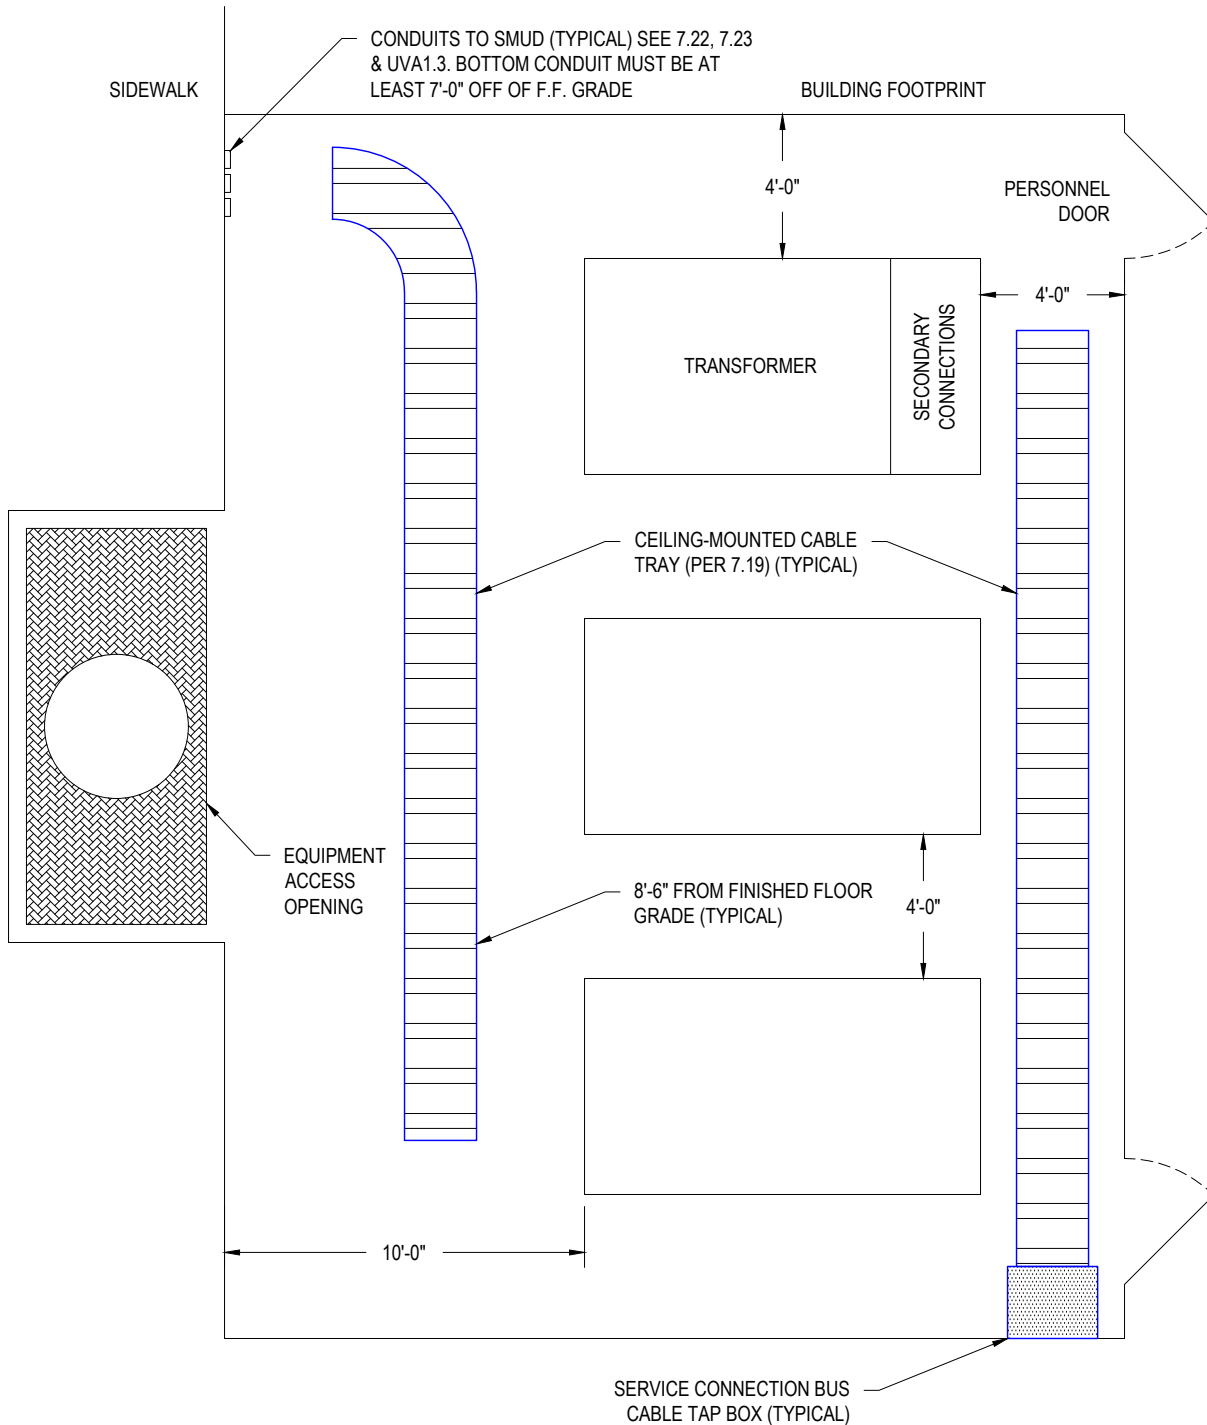 CONDUITS TO SMUD (TYPICAL) SEE 7.22, 7.23
& UVA1.3. BOTTOM CONDUIT MUST BE AT
LEAST 7'-0" OFF OF F.F. GRADE
SIDEWALK
BUILDING FOOTPRINT
4'-0"
PERSONNEL
DOOR
4'-0"
TRANSFORMER
SECONDARY
CONNECTIONS
CEILING-MOUNTED CABLE
TRAY (PER 7.19) (TYPICAL)
EQUIPMENT
ACCESS
OPENING
8'-6" FROM FINISHED FLOOR
GRADE (TYPICAL)
4'-0"
10'-0"
SERVICE CONNECTION BUS
CABLE TAP BOX (TYPICAL)